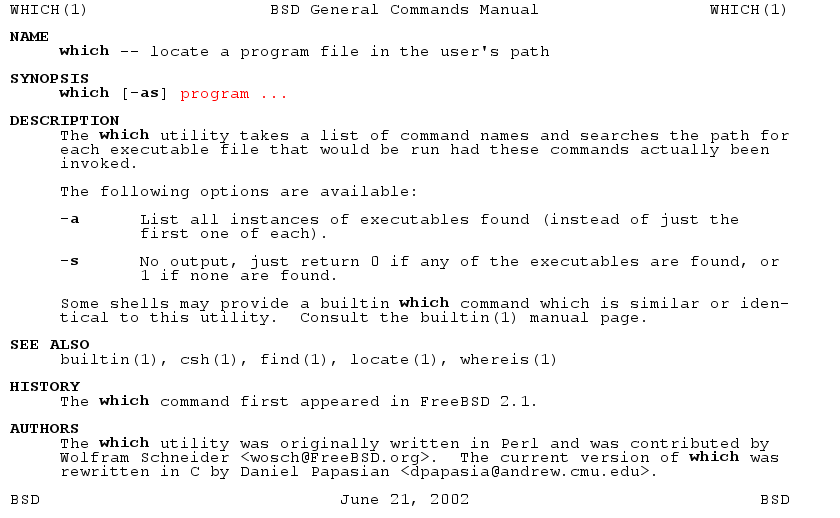 WHICH(1) BSD General Commands Manual WHICH(1)
NAME
which -- locate a program file in the user's path
SYNOPSIS
which [-as] program ...
DESCRIPTION
The which utility takes a list of command names and searches the path for
each executable file that would be run had these commands actually been
invoked.
The following options are available:
-a List all instances of executables found (instead of just the
first one of each).
-s No output, just return 0 if any of the executables are found, or
1 if none are found.
Some shells may provide a builtin which command which is similar or iden-
tical to this utility. Consult the builtin(1) manual page.
SEE ALSO
builtin(1), csh(1), find(1), locate(1), whereis(1)
HISTORY
The which command first appeared in FreeBSD 2.1.
AUTHORS
The which utility was originally written in Perl and was contributed by
Wolfram Schneider <wosch@FreeBSD.org>. The current version of which was
rewritten in C by Daniel Papasian <dpapasia@andrew.cmu.edu>.
BSD June 21, 2002 BSD